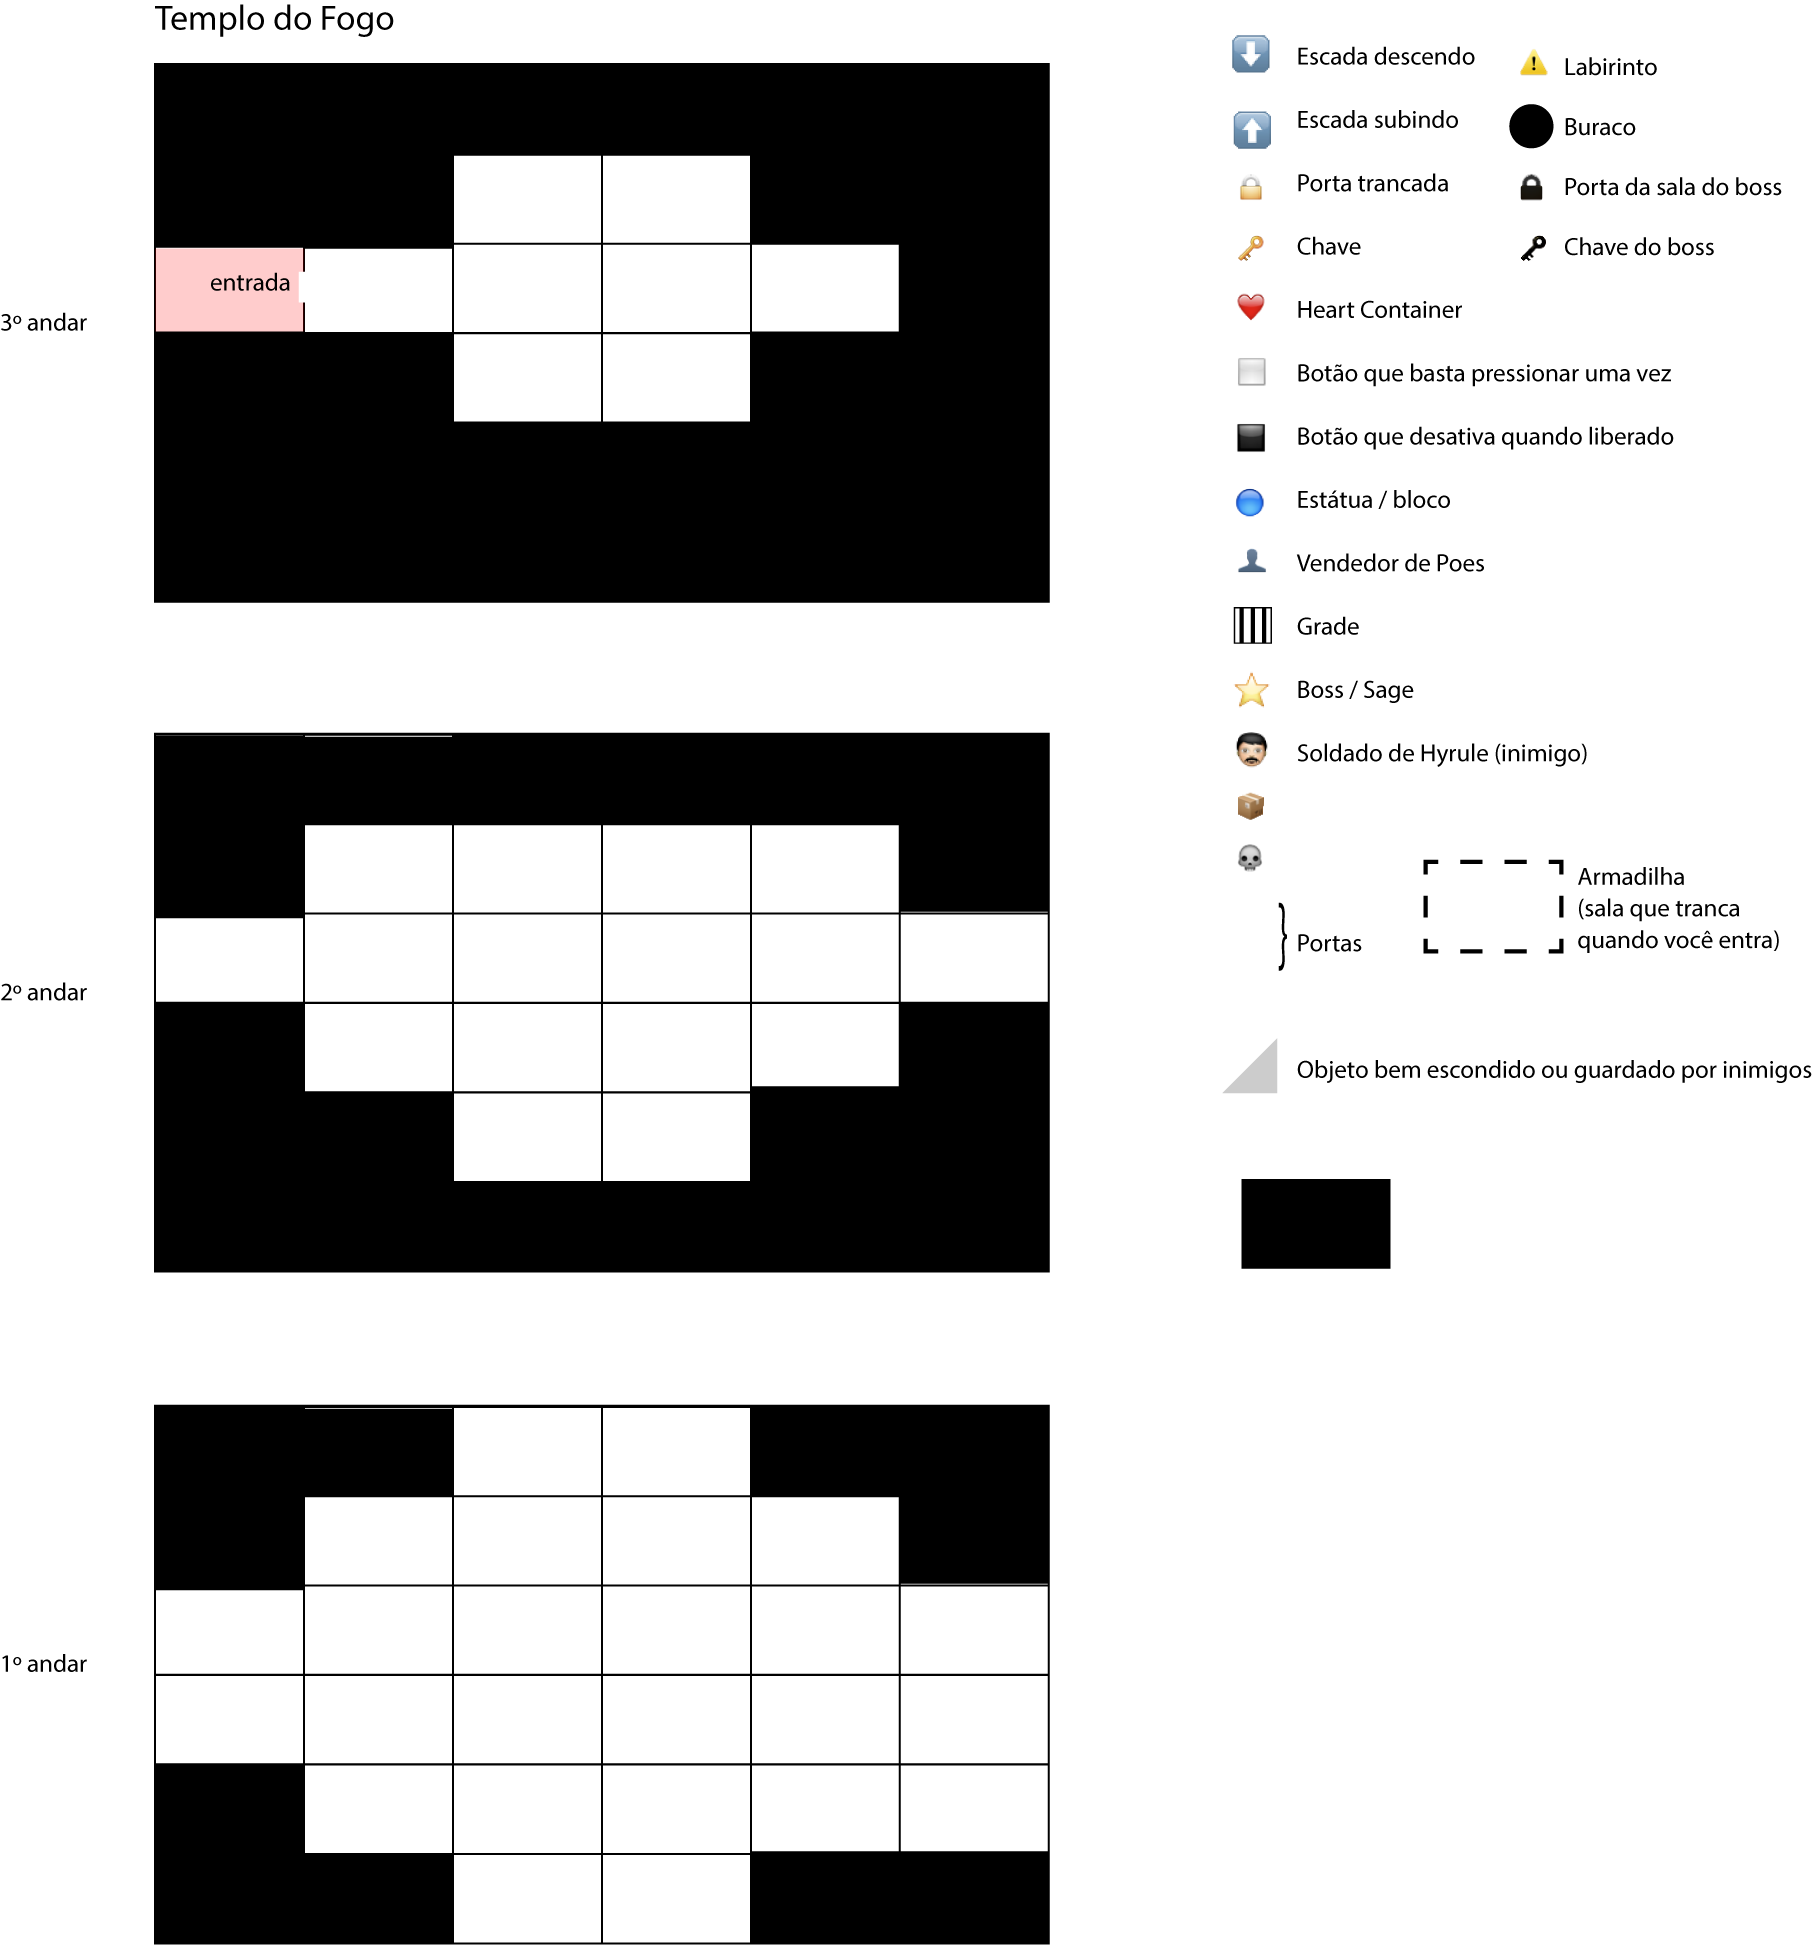 Templo do Fogo
entrada
3º andar
2º andar
1º andar
Escada descendo
Escada subindo
Porta trancada
Chave
Heart Container
Botão que basta pressionar uma vez
Botão que desativa quando liberado
Estátua / bloco
Vendedor de Poes
Grade
Boss / Sage
Soldado de Hyrule (inimigo)
Portas
Labirinto
Buraco
Porta da sala do boss
Chave do boss
Armadilha
(sala que tranca
quando você entra)
Objeto bem escondido ou guardado por inimigos